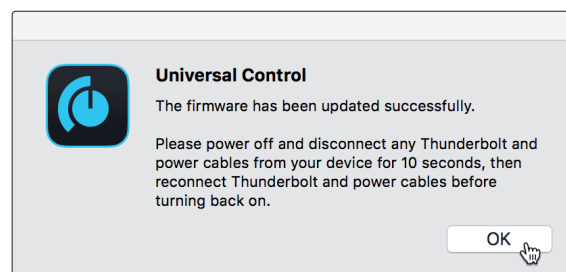 Universal Control
The firmware has been updated successfully.
Please power off and disconnect any Thunderbolt and
power cables from your device for 10 seconds, then
reconnect Thunderbolt and power cables before
turning back on.
OK